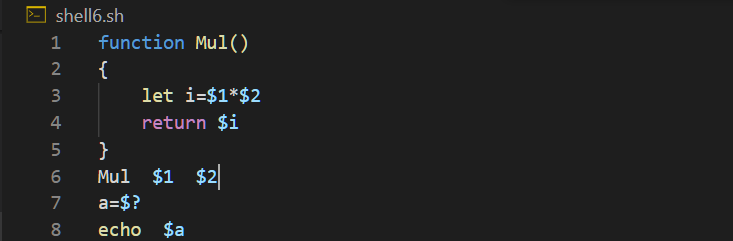 shell6.sh
1 function Mul()
2 {
3     let i=$1*$2
4     return $i
5 }
6 Mul  $1  $2
7 a=$?
8 echo  $a